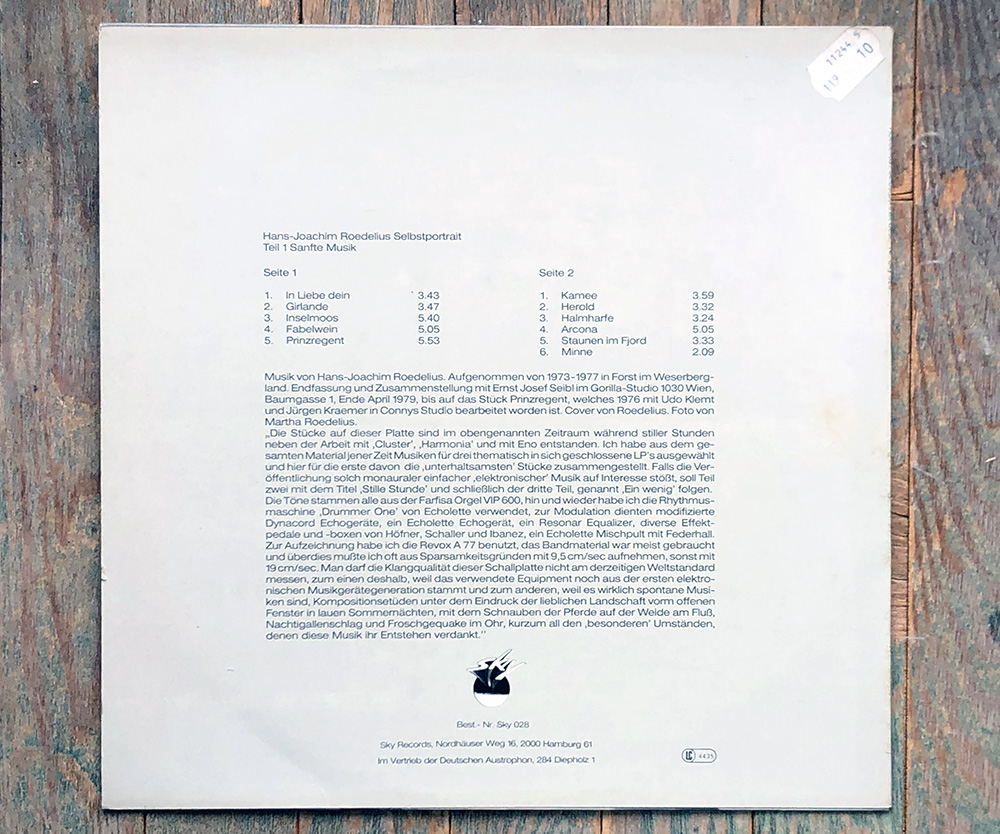 11244 5
119 10
Hans-Joachim Roedelius Selbstportrait
Teil 1 Sanfte Musik
Seite 1
1. In Liebe dein 3.43
2. Girlande 3.47
3. Inselmoos 5.40
4. Fabelwein 5.05
5. Prinzregent 5.53
Seite 2
1. Kamee 3.59
2. Herold 3.32
3. Halmharfe 3.24
4. Arcona 5.05
5. Staunen im Fjord 3.33
6. Minne 2.09
Musik von Hans-Joachim Roedelius. Aufgenommen von 1973-1977 in Forst im Weserberg-
land. Endfassung und Zusammenstellung mit Ernst Josef Seibl im Gorilla-Studio 1030 Wien,
Baumgasse 1, Ende April 1979, bis auf das Stück Prinzregent, welches 1976 mit Udo Klemt
und Jürgen Kraemer in Connys Studio bearbeitet worden ist. Cover von Roedelius. Foto von
Martha Roedelius.
„Die Stücke auf dieser Platte sind im obengenannten Zeitraum während stiller Stunden
neben der Arbeit mit ‚Cluster’, ‚Harmonia’ und mit Eno entstanden. Ich habe aus dem ge-
samten Material jener Zeit Musiken für drei thematisch in sich geschlossene LP's ausgewählt
und hier für die erste davon die ‚unterhaltsamsten’ Stücke zusammengestellt. Falls die Ver-
öffentlichung solch monauraler einfacher ‚elektronischer’ Musik auf Interesse stößt, soll Teil
zwei mit dem Titel ‚Stille Stunde’ und schließlich der dritte Teil, genannt ‚Ein wenig’ folgen.
Die Töne stammen alle aus der Farfisa Orgel VIP 600, hin und wieder habe ich die Rhythmus-
maschine ‚Drummer One’ von Echolette verwendet, zur Modulation dienten modifizierte
Dynacord Echogeräte, ein Echolette Echogerät, ein Resonar Equalizer, diverse Effekt-
pedale und -boxen von Höfner, Schaller und Ibanez, ein Echolette Mischpult mit Federhall.
Zur Aufzeichnung habe ich die Revox A 77 benutzt, das Bandmaterial war meist gebraucht
und überdies mußte ich oft aus Sparsamkeitsgründen mit 9,5 cm/sec aufnehmen, sonst mit
19 cm/sec. Man darf die Klangqualität dieser Schallplatte nicht am derzeitigen Weltstandard
messen, zum einen deshalb, weil das verwendete Equipment noch aus der ersten elektro-
nischen Musikgerätegeneration stammt und zum anderen, weil es wirklich spontane Musi-
ken sind, Kompositionsetüden unter dem Eindruck der lieblichen Landschaft vorm offenen
Fenster in lauen Sommernächten, mit dem Schnauben der Pferde auf der Weide am Fluß,
Nachtigallenschlag und Froschgequake im Ohr, kurzum all den ‚besonderen’ Umständen,
denen diese Musik ihr Entstehen verdankt.”
Sky
Best.- Nr. Sky 028
Sky Records, Nordhäuser Weg 16, 2000 Hamburg 61
Im Vertrieb der Deutschen Austrophon, 284 Diepholz 1
LC 4435